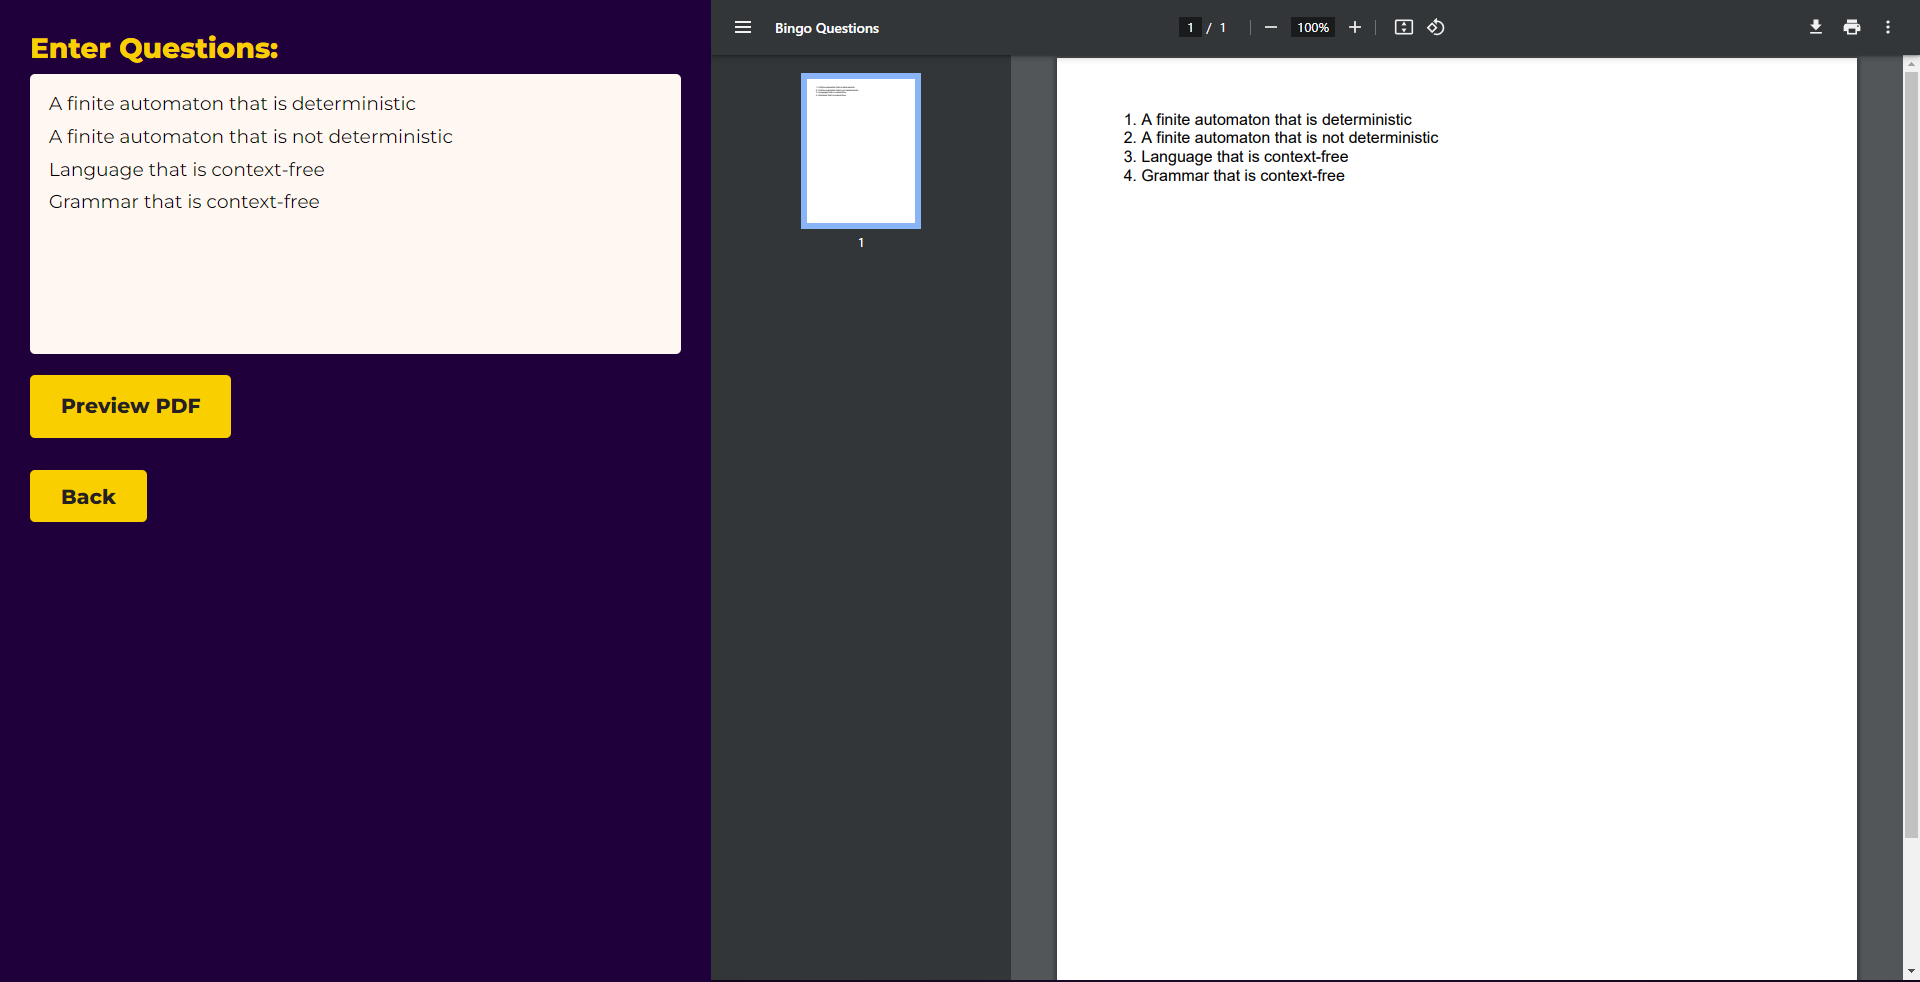 Enter Questions:
A finite automaton that is deterministic
A finite automaton that is not deterministic
Language that is context-free
Grammar that is context-free
Preview PDF
Back
Bingo Questions
1 / 1
100%
1
1. A finite automaton that is deterministic
2. A finite automaton that is not deterministic
3. Language that is context-free
4. Grammar that is context-free